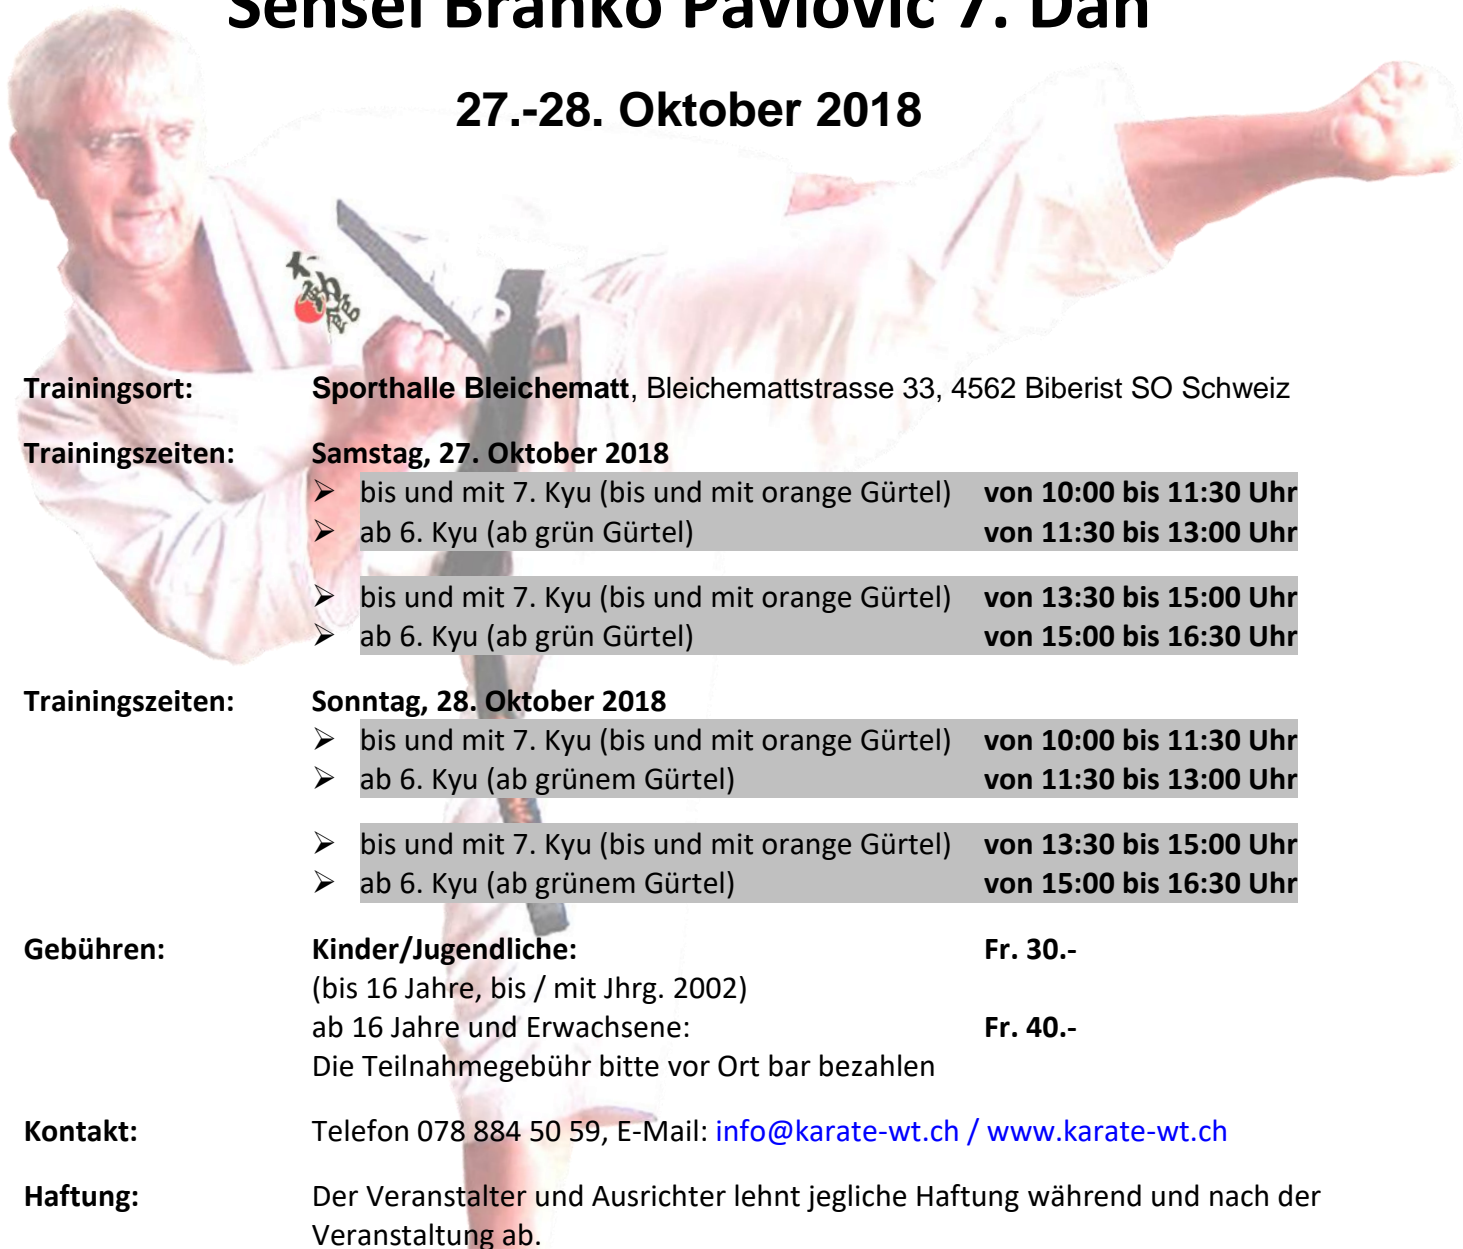 Sensei Branko Pavlovic 7. Dan
27.-28. Oktober 2018
Trainingsort: Sporthalle Bleichematt, Bleichemattstrasse 33, 4562 Biberist SO Schweiz
Trainingszeiten: Samstag, 27. Oktober 2018
➢ bis und mit 7. Kyu (bis und mit orange Gürtel) von 10:00 bis 11:30 Uhr
➢ ab 6. Kyu (ab grün Gürtel) von 11:30 bis 13:00 Uhr
➢ bis und mit 7. Kyu (bis und mit orange Gürtel) von 13:30 bis 15:00 Uhr
➢ ab 6. Kyu (ab grün Gürtel) von 15:00 bis 16:30 Uhr
Trainingszeiten: Sonntag, 28. Oktober 2018
➢ bis und mit 7. Kyu (bis und mit orange Gürtel) von 10:00 bis 11:30 Uhr
➢ ab 6. Kyu (ab grünem Gürtel) von 11:30 bis 13:00 Uhr
➢ bis und mit 7. Kyu (bis und mit orange Gürtel) von 13:30 bis 15:00 Uhr
➢ ab 6. Kyu (ab grünem Gürtel) von 15:00 bis 16:30 Uhr
Gebühren: Kinder/Jugendliche: Fr. 30.-
(bis 16 Jahre, bis / mit Jhrg. 2002)
ab 16 Jahre und Erwachsene: Fr. 40.-
Die Teilnahmegebühr bitte vor Ort bar bezahlen
Kontakt: Telefon 078 884 50 59, E-Mail: info@karate-wt.ch / www.karate-wt.ch
Haftung: Der Veranstalter und Ausrichter lehnt jegliche Haftung während und nach der
Veranstaltung ab.